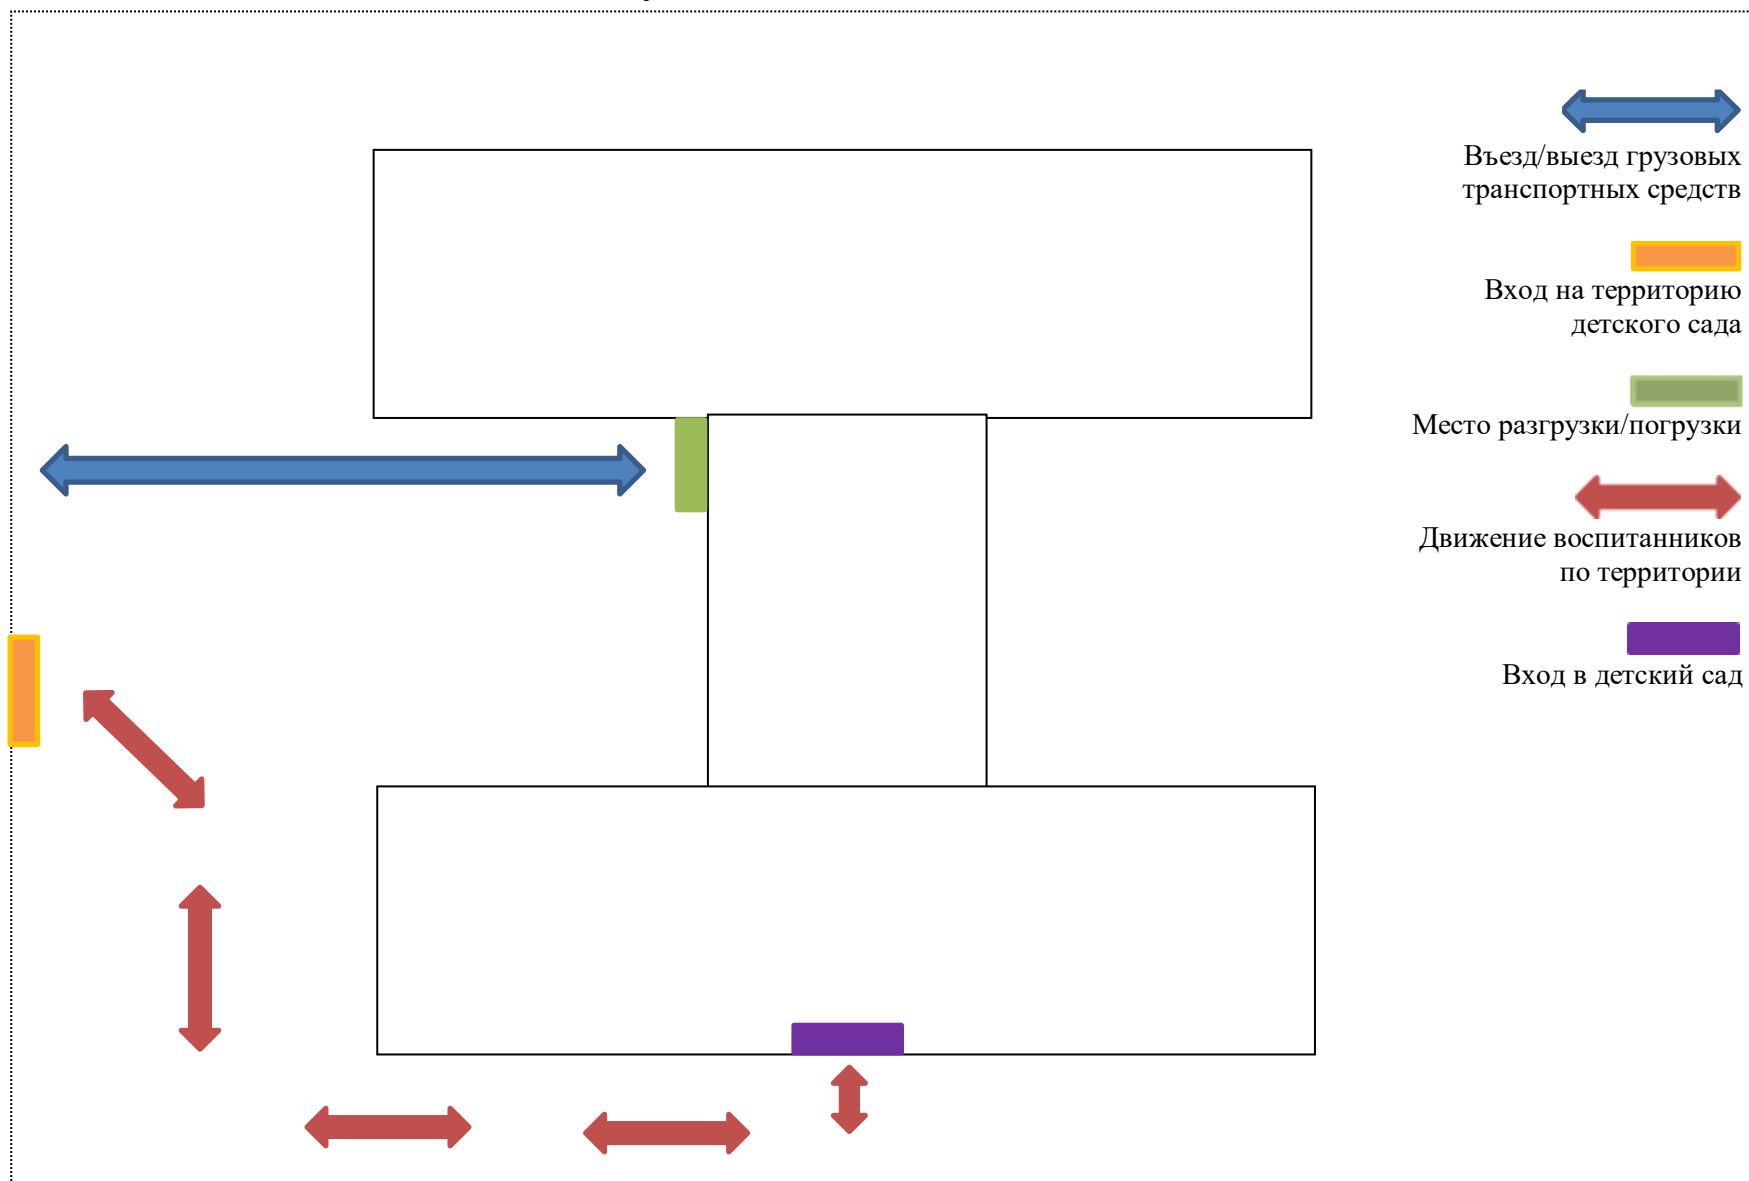 Въезд/выезд грузовых
транспортных средств
Вход на территорию
детского сада
Место разгрузки/погрузки
Движение воспитанников
по территории
Вход в детский сад